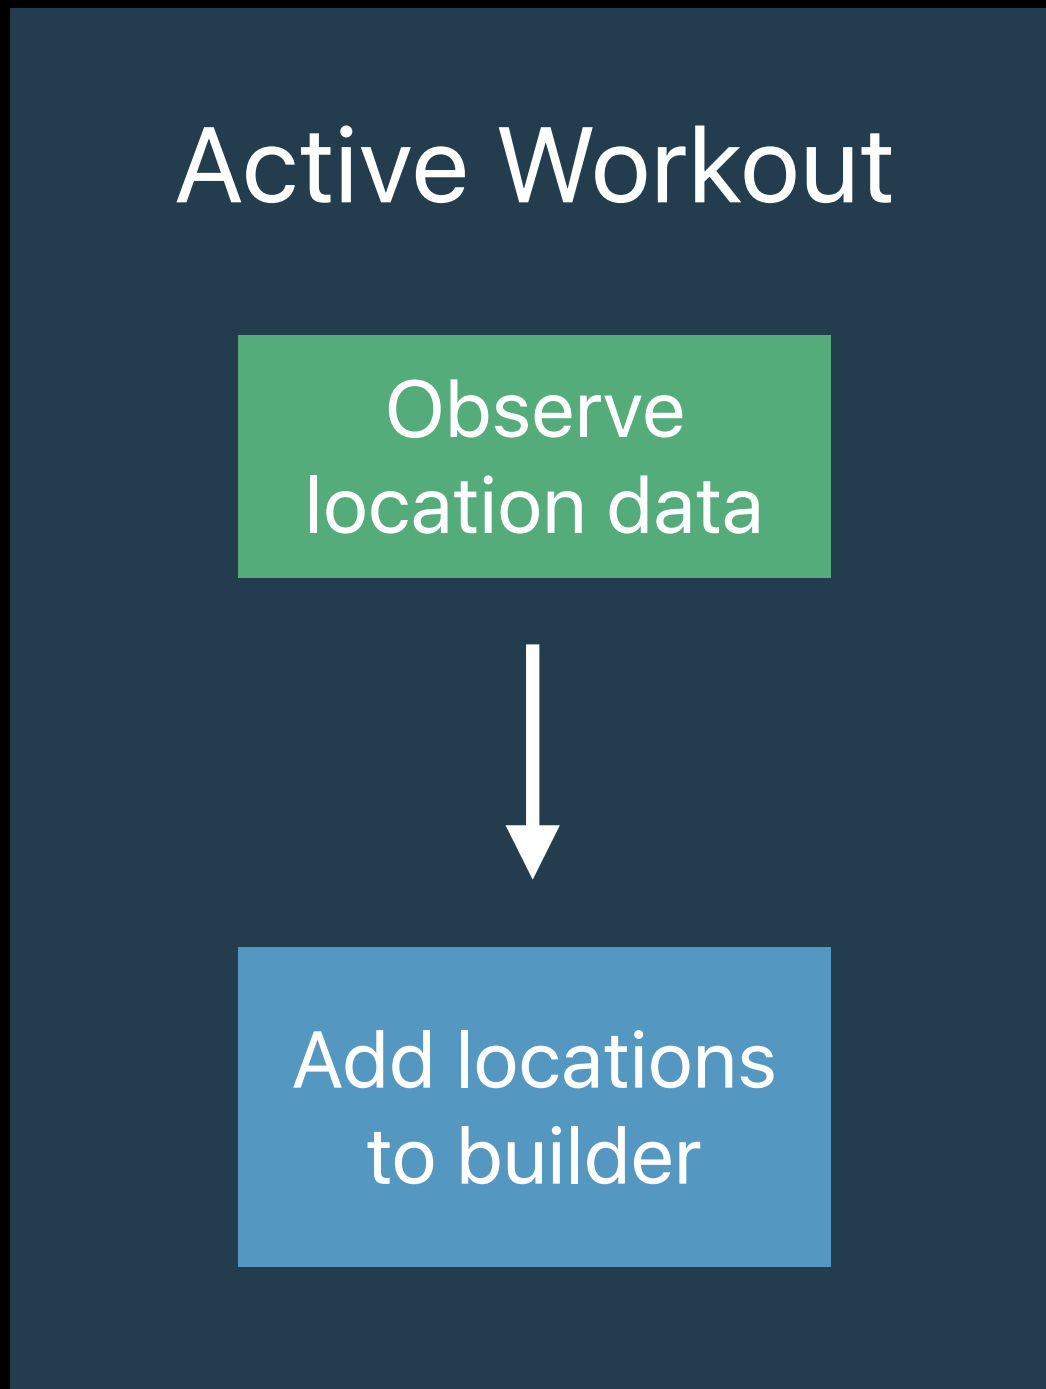 Active Workout
Observe
location data
Add locations
to builder